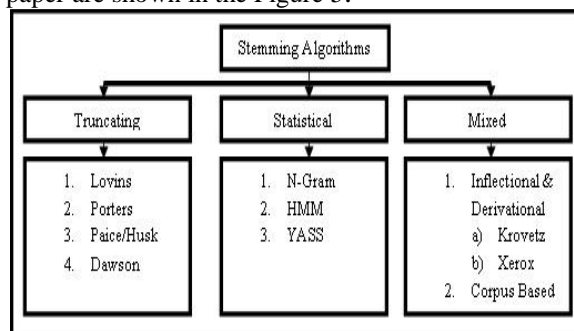 paper are shown in the Figure 3.
Stemming Algorithms
Truncating
Statistical
Mixed
1. Lovins
2. Porters
3. Paice/Husk
4. Dawson
1. N-Gram
2. HMM
3. YASS
1. Inflectional &
Derivational
a) Krovetz
b) Xerox
2. Corpus Based